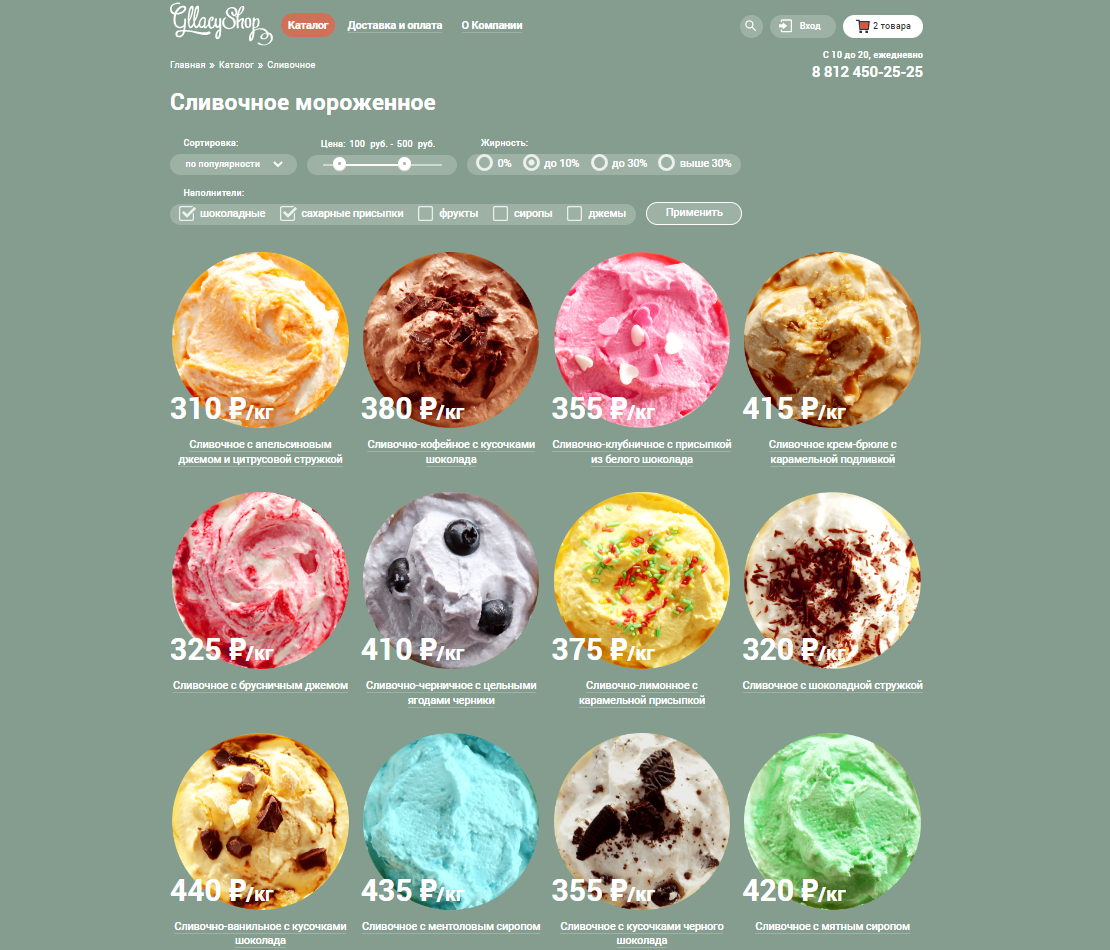 GllacyShop
Каталог
Доставка и оплата
О Компании
Вход
2 товара
С 10 до 20, ежедневно
8 812 450-25-25
Главная » Каталог » Сливочное
Сливочное мороженное
Сортировка:
Цена: 100 руб. - 500 руб.
Жирность:
по популярности
0%
до 10%
до 30%
выше 30%
Наполнители:
шоколадные
сахарные присыпки
фрукты
сиропы
джемы
Применить
310 ₽/кг
380 ₽/кг
355 ₽/кг
415 ₽/кг
Сливочное с апельсиновым
джемом и цитрусовой стружкой
Сливочно-кофейное с кусочками
шоколада
Сливочно-клубничное с присыпкой
из белого шоколада
Сливочное крем-брюле с
карамельной подливкой
325 ₽/кг
410 ₽/кг
375 ₽/кг
320 ₽/кг
Сливочное с брусничным джемом
Сливочно-черничное с цельными
ягодами черники
Сливочно-лимонное с
карамельной присыпкой
Сливочное с шоколадной стружкой
440 ₽/кг
435 ₽/кг
355 ₽/кг
420 ₽/кг
Сливочно-ванильное с кусочками
шоколада
Сливочное с ментоловым сиропом
Сливочное с кусочками черного
шоколада
Сливочное с мятным сиропом